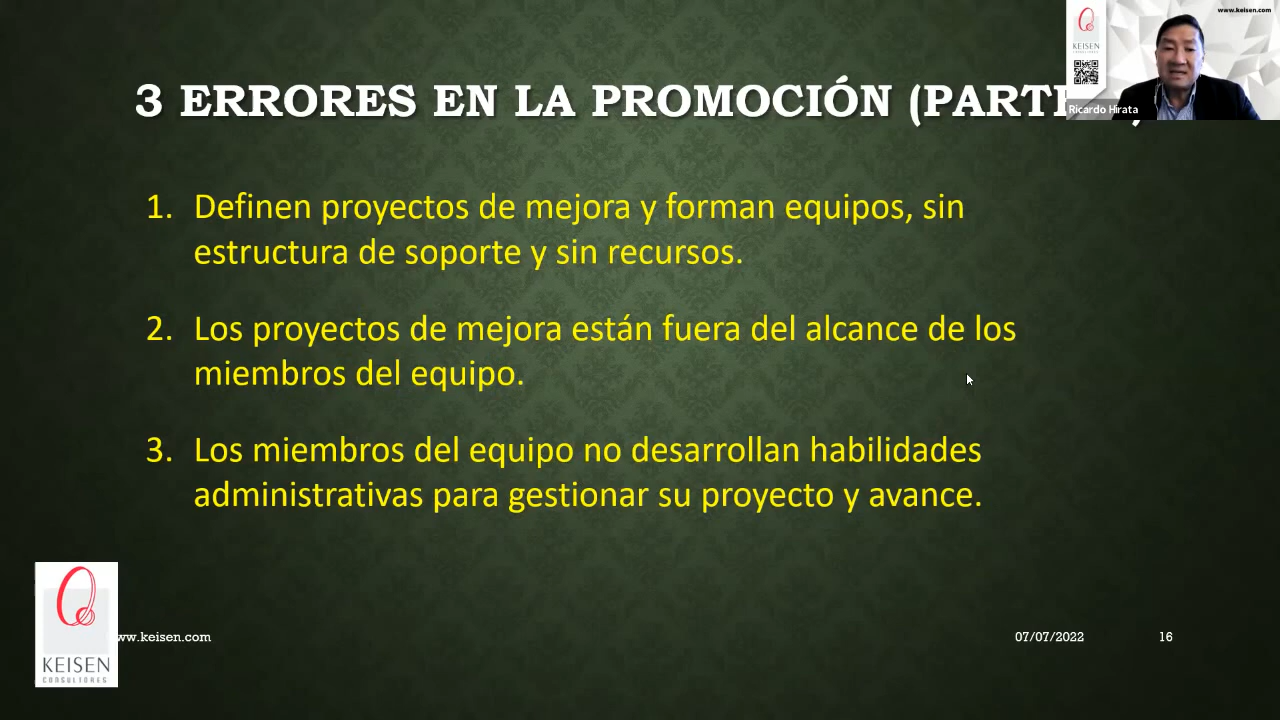 www.keisen.com
KEISEN
Ricardo Hirata
3 ERRORES EN LA PROMOCIÓN
1. Definen proyectos de mejora y forman equipos, sin
estructura de soporte y sin recursos.
2. Los proyectos de mejora están fuera del alcance de los
miembros del equipo.
3. Los miembros del equipo no desarrollan habilidades
administrativas para gestionar su proyecto y avance.
KEISEN
CONSULTORES
ww.keisen.com
07/07/2022
16